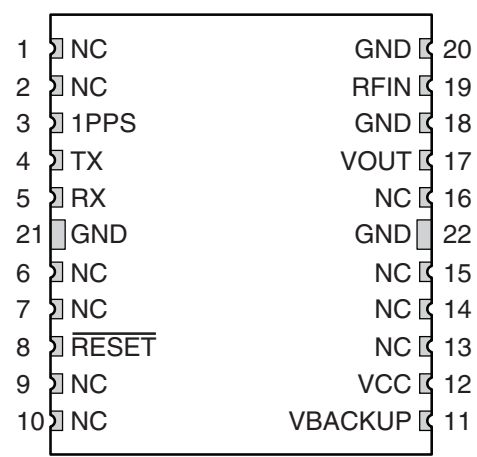 1 NC GND 20
2 NC RFIN 19
3 1PPS GND 18
4 TX VOUT 17
5 RX NC 16
21 GND GND 22
6 NC NC 15
7 NC NC 14
8 RESET NC 13
9 NC VCC 12
10 NC VBACKUP 11